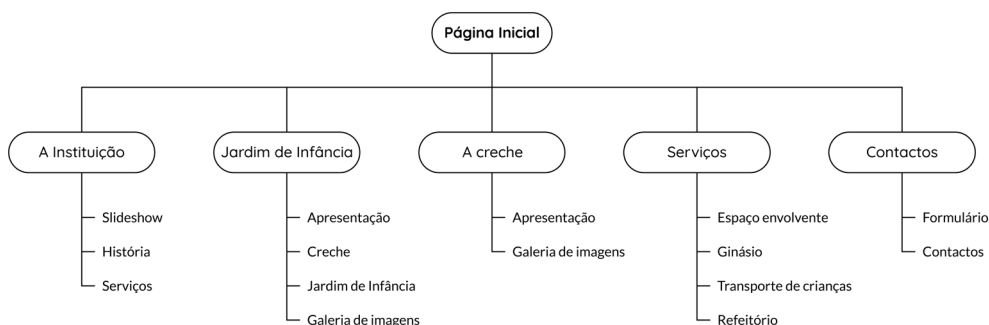 Página Inicial
A Instituição
Jardim de Infância
A creche
Serviços
Contactos
Slideshow
História
Serviços
Apresentação
Creche
Jardim de Infância
Galeria de imagens
Apresentação
Galeria de imagens
Espaço envolvente
Ginásio
Transporte de crianças
Refeitório
Formulário
Contactos